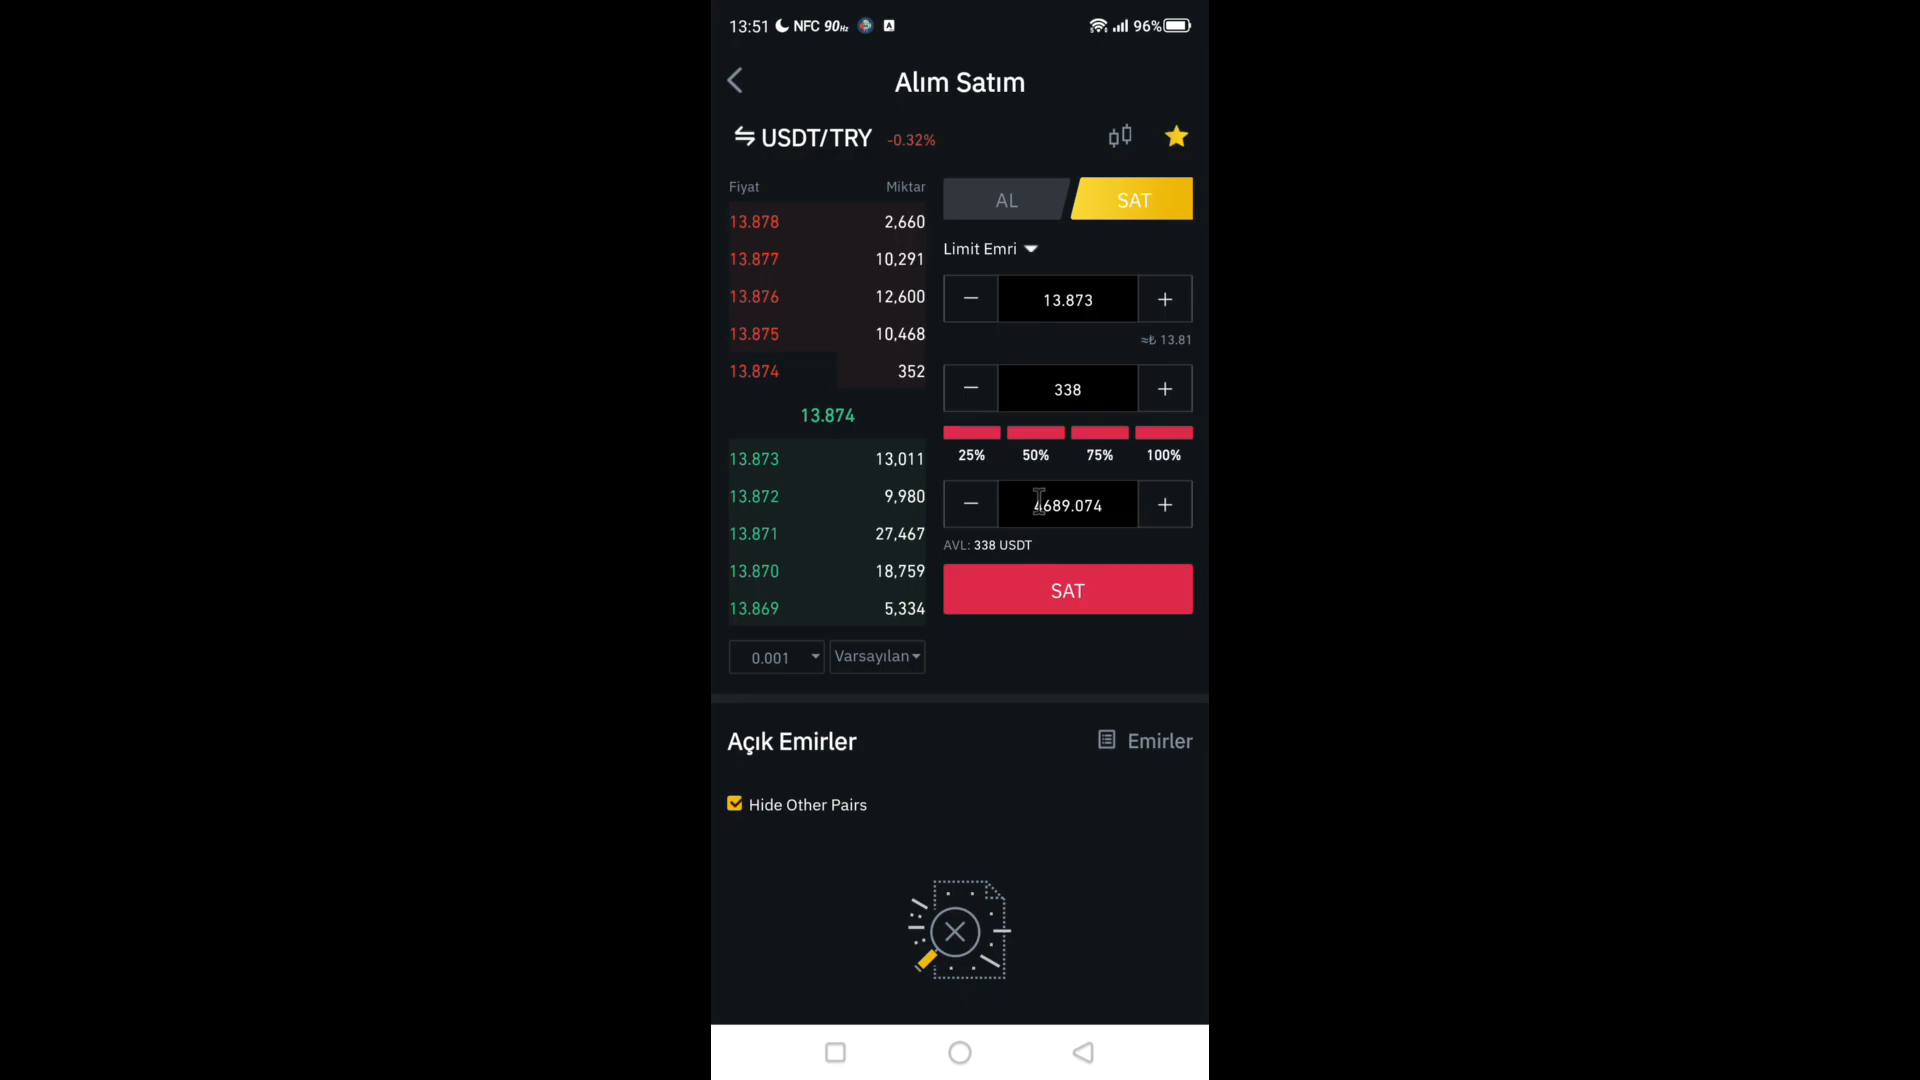 13:51 NFC 90Hz 96%
Alım Satım
USDT/TRY -0.32%
Fiyat Miktar
13.878 2,660
13.877 10,291
13.876 12,600
13.875 10,468
13.874 352
13.874
13.873 13,011
13.872 9,980
13.871 27,467
13.870 18,759
13.869 5,334
0.001 Varsayılan
AL SAT
Limit Emri
− 13.873 +
≈₺ 13.81
− 338 +
25% 50% 75% 100%
− 4689.074 +
AVL: 338 USDT
SAT
Açık Emirler Emirler
Hide Other Pairs